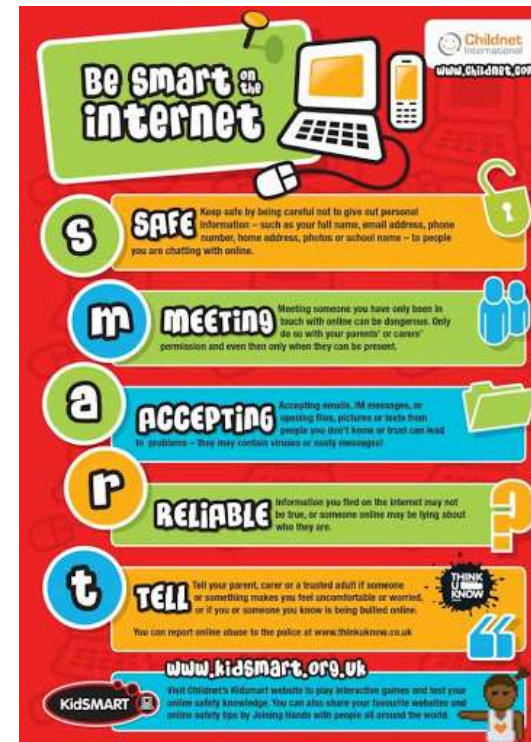 Be smart on the
internet
Childnet
International
www.childnet.com
s
SAFE Keep safe by being careful not to give out personal
information – such as your full name, email address, phone
number, home address, photos or school name – to people
you are chatting with online.
m
MEETING Meeting someone you have only been in
touch with online can be dangerous. Only
do so with your parents' or carers'
permission and even then only when they can be present.
a
ACCEPTING Accepting emails, IM messages, or
opening files, pictures or texts from
people you don't know or trust can lead
to problems – they may contain viruses or nasty messages!
r
RELIABLE Information you find on the internet may not
be true, or someone online may be lying about
who they are.
t
TELL Tell your parent, carer or a trusted adult if someone
or something makes you feel uncomfortable or worried,
or if you or someone you know is being bullied online.
THINK
U
KNOW
You can report online abuse to the police at www.thinkuknow.co.uk
www.kidsmart.org.uk
KidSMART
Visit Childnet's Kidsmart website to play interactive games and test your
online safety knowledge. You can also share your favourite websites and
online safety tips by Joining Hands with people all around the world.